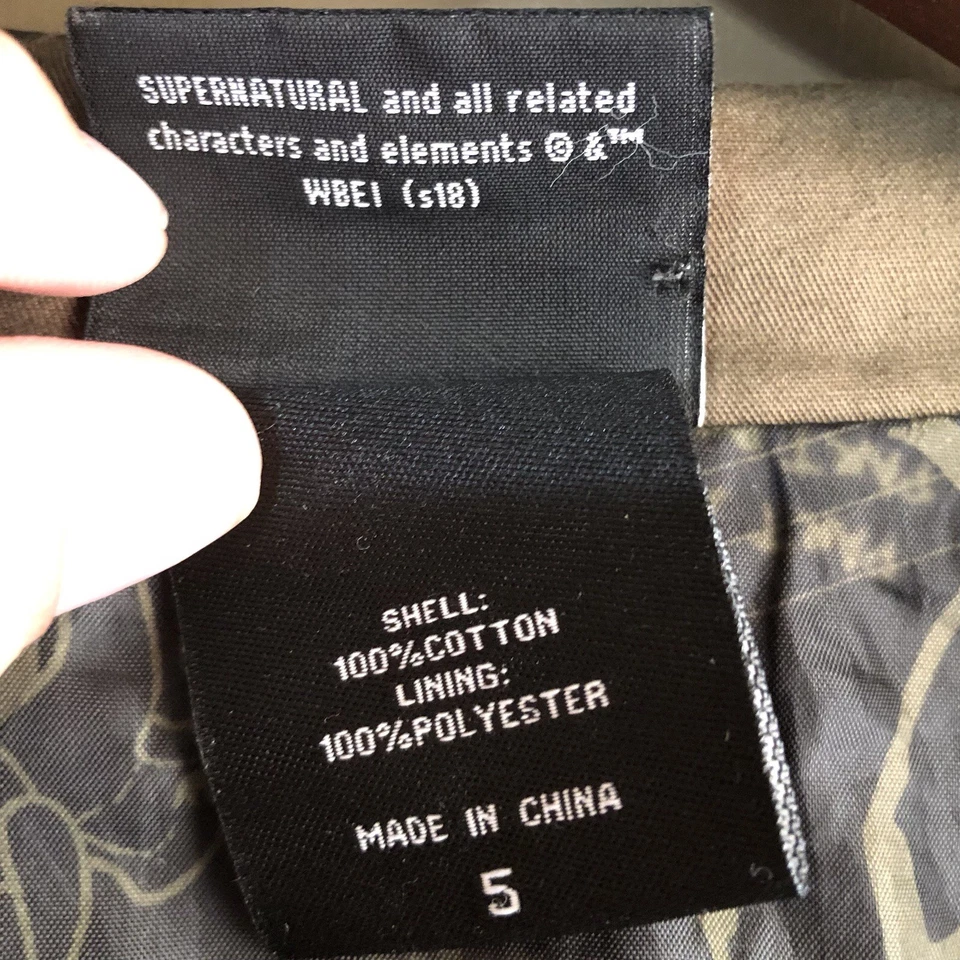 SUPERNATURAL and all related
characters and elements © &™
WBEI (s18)
SHELL:
100%COTTON
LINING:
100%POLYESTER
MADE IN CHINA
5